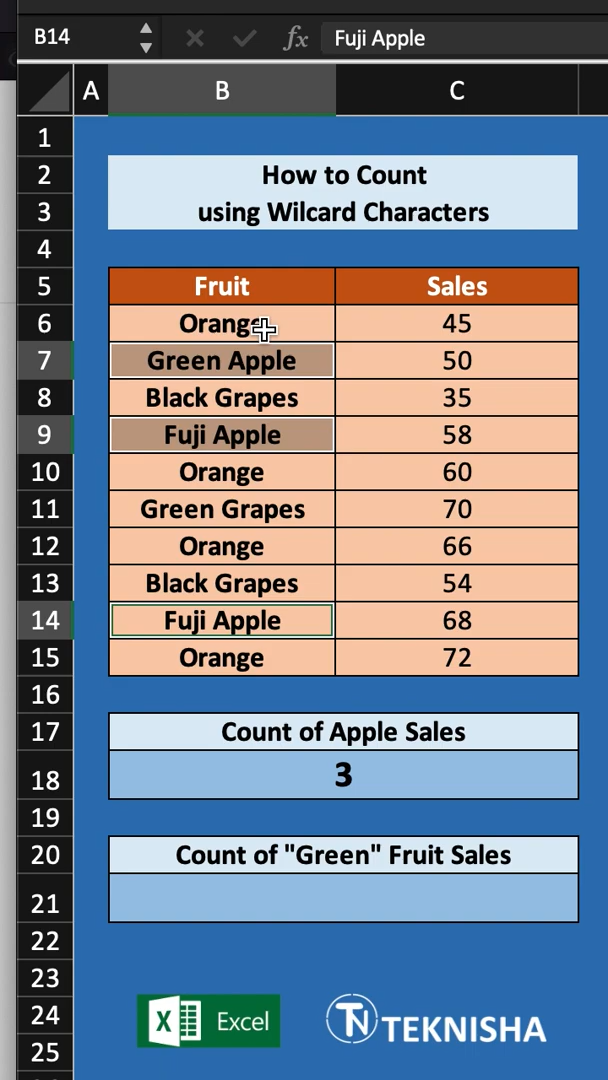 B14 fx Fuji Apple
A B C
1
2 How to Count
3 using Wilcard Characters
4
5 Fruit Sales
6 Orange 45
7 Green Apple 50
8 Black Grapes 35
9 Fuji Apple 58
10 Orange 60
11 Green Grapes 70
12 Orange 66
13 Black Grapes 54
14 Fuji Apple 68
15 Orange 72
16
17 Count of Apple Sales
18 3
19
20 Count of "Green" Fruit Sales
21
22
23
24 X Excel TN TEKNISHA
25